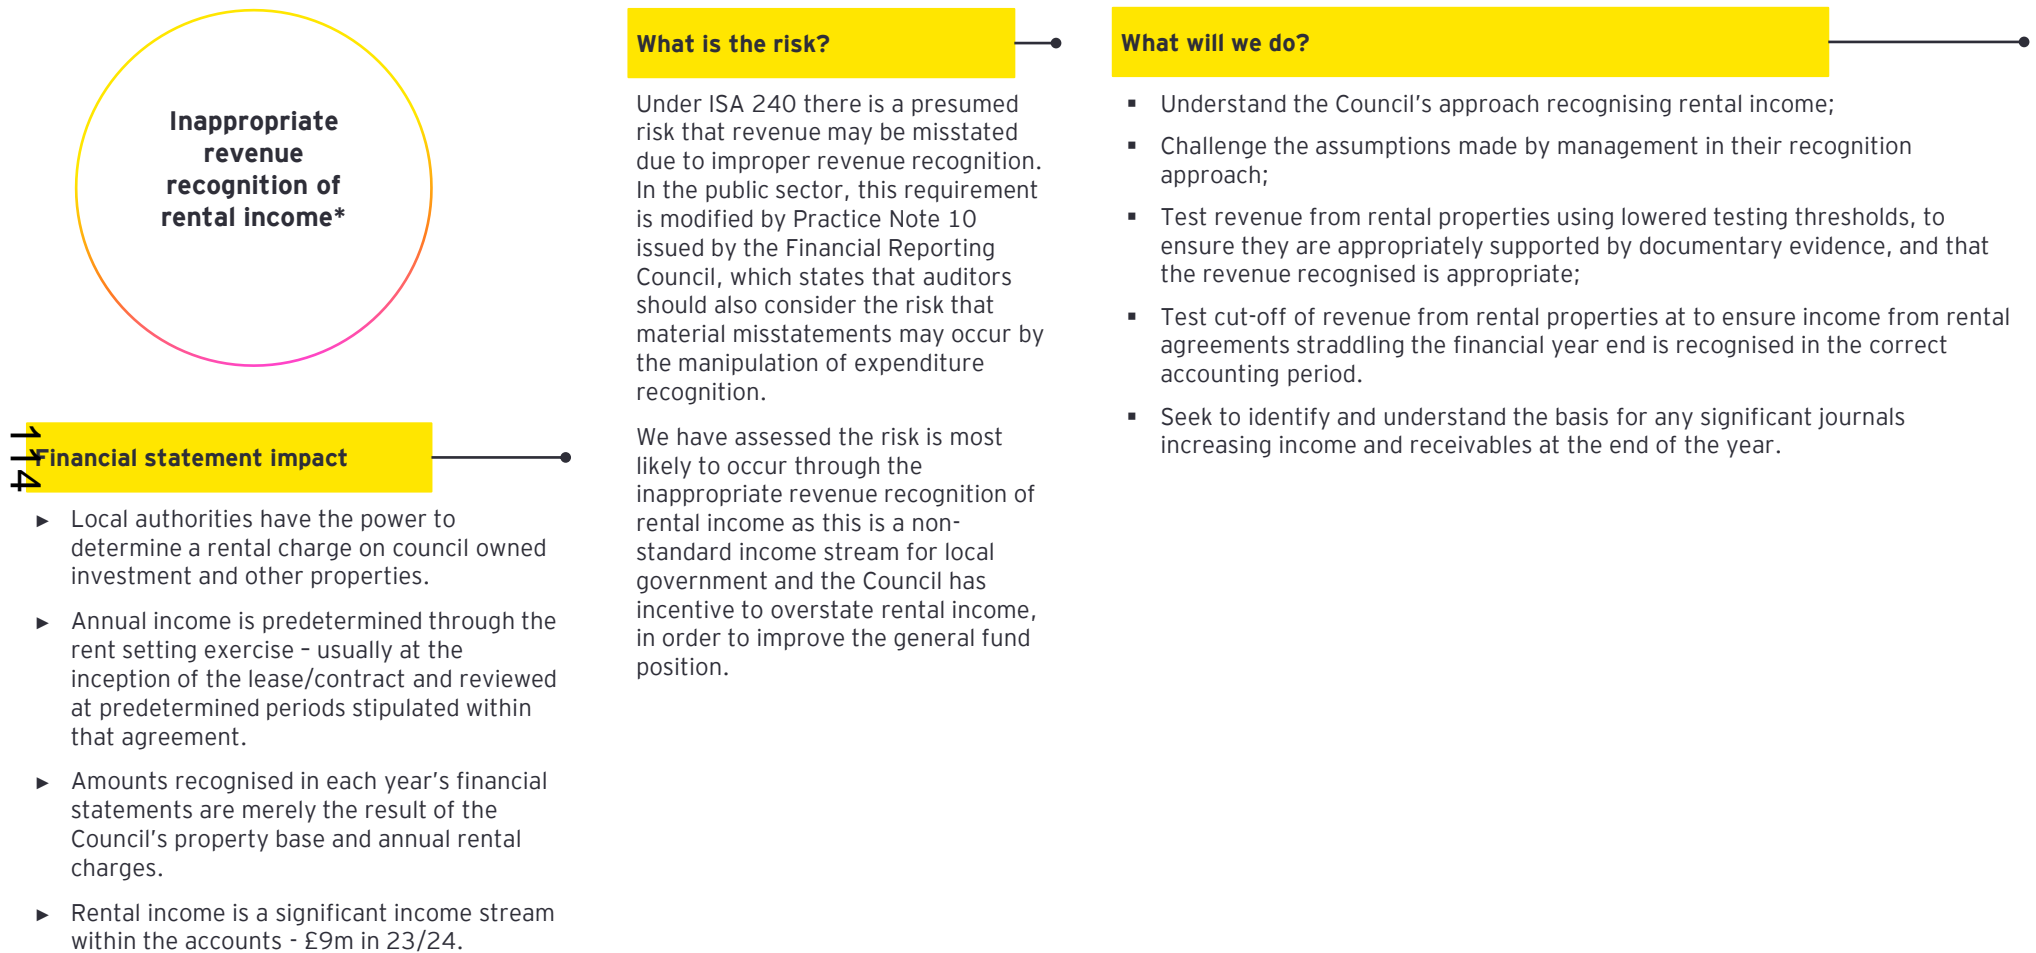 Inappropriate
revenue
recognition of
rental income*
114
Financial statement impact
► Local authorities have the power to
determine a rental charge on council owned
investment and other properties.
► Annual income is predetermined through the
rent setting exercise – usually at the
inception of the lease/contract and reviewed
at predetermined periods stipulated within
that agreement.
► Amounts recognised in each year’s financial
statements are merely the result of the
Council’s property base and annual rental
charges.
► Rental income is a significant income stream
within the accounts - £9m in 23/24.
What is the risk?
Under ISA 240 there is a presumed
risk that revenue may be misstated
due to improper revenue recognition.
In the public sector, this requirement
is modified by Practice Note 10
issued by the Financial Reporting
Council, which states that auditors
should also consider the risk that
material misstatements may occur by
the manipulation of expenditure
recognition.
We have assessed the risk is most
likely to occur through the
inappropriate revenue recognition of
rental income as this is a non-
standard income stream for local
government and the Council has
incentive to overstate rental income,
in order to improve the general fund
position.
What will we do?
▪ Understand the Council’s approach recognising rental income;
▪ Challenge the assumptions made by management in their recognition
approach;
▪ Test revenue from rental properties using lowered testing thresholds, to
ensure they are appropriately supported by documentary evidence, and that
the revenue recognised is appropriate;
▪ Test cut-off of revenue from rental properties at to ensure income from rental
agreements straddling the financial year end is recognised in the correct
accounting period.
▪ Seek to identify and understand the basis for any significant journals
increasing income and receivables at the end of the year.